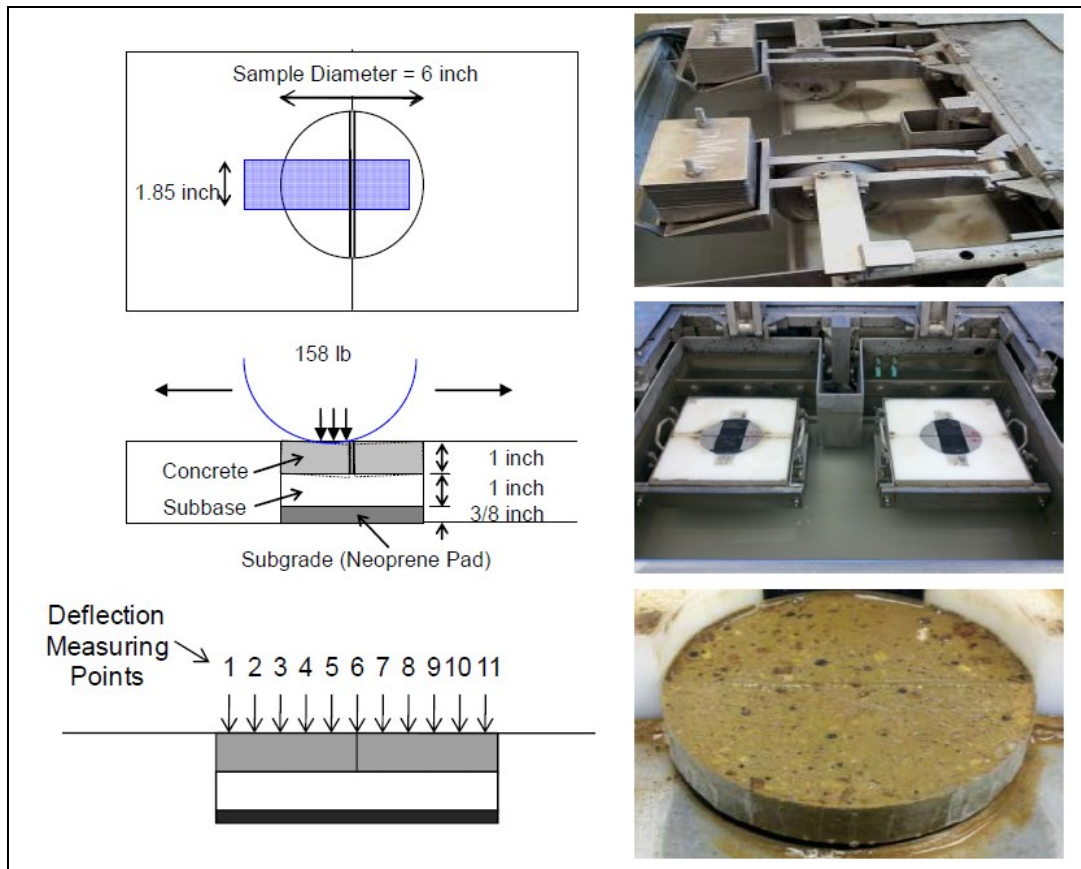 Sample Diameter = 6 inch
1.85 inch
158 lb
Concrete
1 inch
Subbase
1 inch
3/8 inch
Subgrade (Neoprene Pad)
Deflection
Measuring
Points
1 2 3 4 5 6 7 8 9 10 11